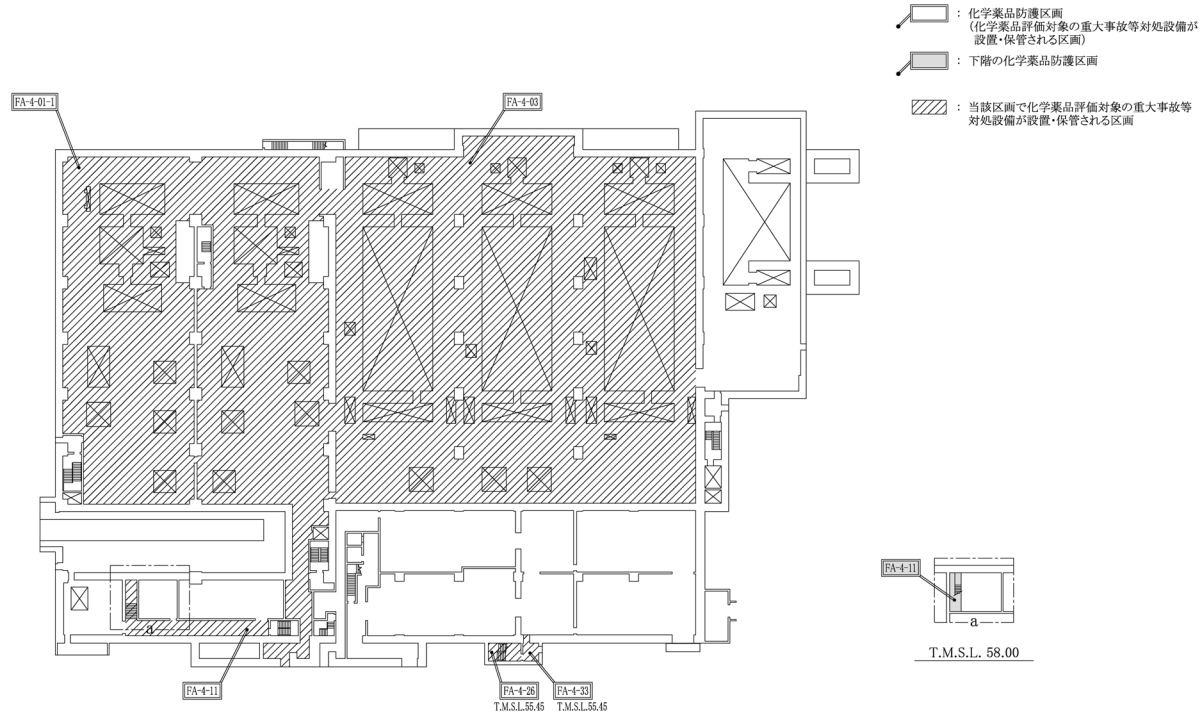 ： 化学薬品防護区画
(化学薬品評価対象の重大事故等対処設備が
設置・保管される区画)
： 下階の化学薬品防護区画
： 当該区画で化学薬品評価対象の重大事故等
対処設備が設置・保管される区画
FA-4-01-1
FA-4-03
FA-4-11
a
a
T.M.S.L. 58.00
FA-4-11
FA-4-26
T.M.S.L.55.45
FA-4-33
T.M.S.L.55.45